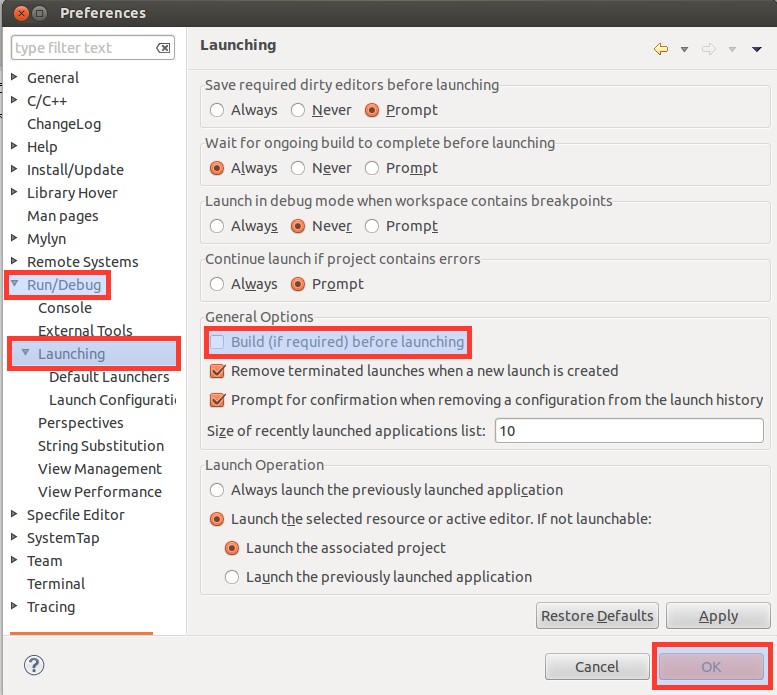 Preferences
type filter text
General
C/C++
ChangeLog
Help
Install/Update
Library Hover
Man pages
Mylyn
Remote Systems
Run/Debug
Console
External Tools
Launching
Default Launchers
Launch Configuratio
Perspectives
String Substitution
View Management
View Performance
Specfile Editor
SystemTap
Team
Terminal
Tracing
Launching
Save required dirty editors before launching
Always Never Prompt
Wait for ongoing build to complete before launching
Always Never Prompt
Launch in debug mode when workspace contains breakpoints
Always Never Prompt
Continue launch if project contains errors
Always Prompt
General Options
Build (if required) before launching
Remove terminated launches when a new launch is created
Prompt for confirmation when removing a configuration from the launch history
Size of recently launched applications list: 10
Launch Operation
Always launch the previously launched application
Launch the selected resource or active editor. If not launchable:
Launch the associated project
Launch the previously launched application
Restore Defaults Apply
? Cancel OK